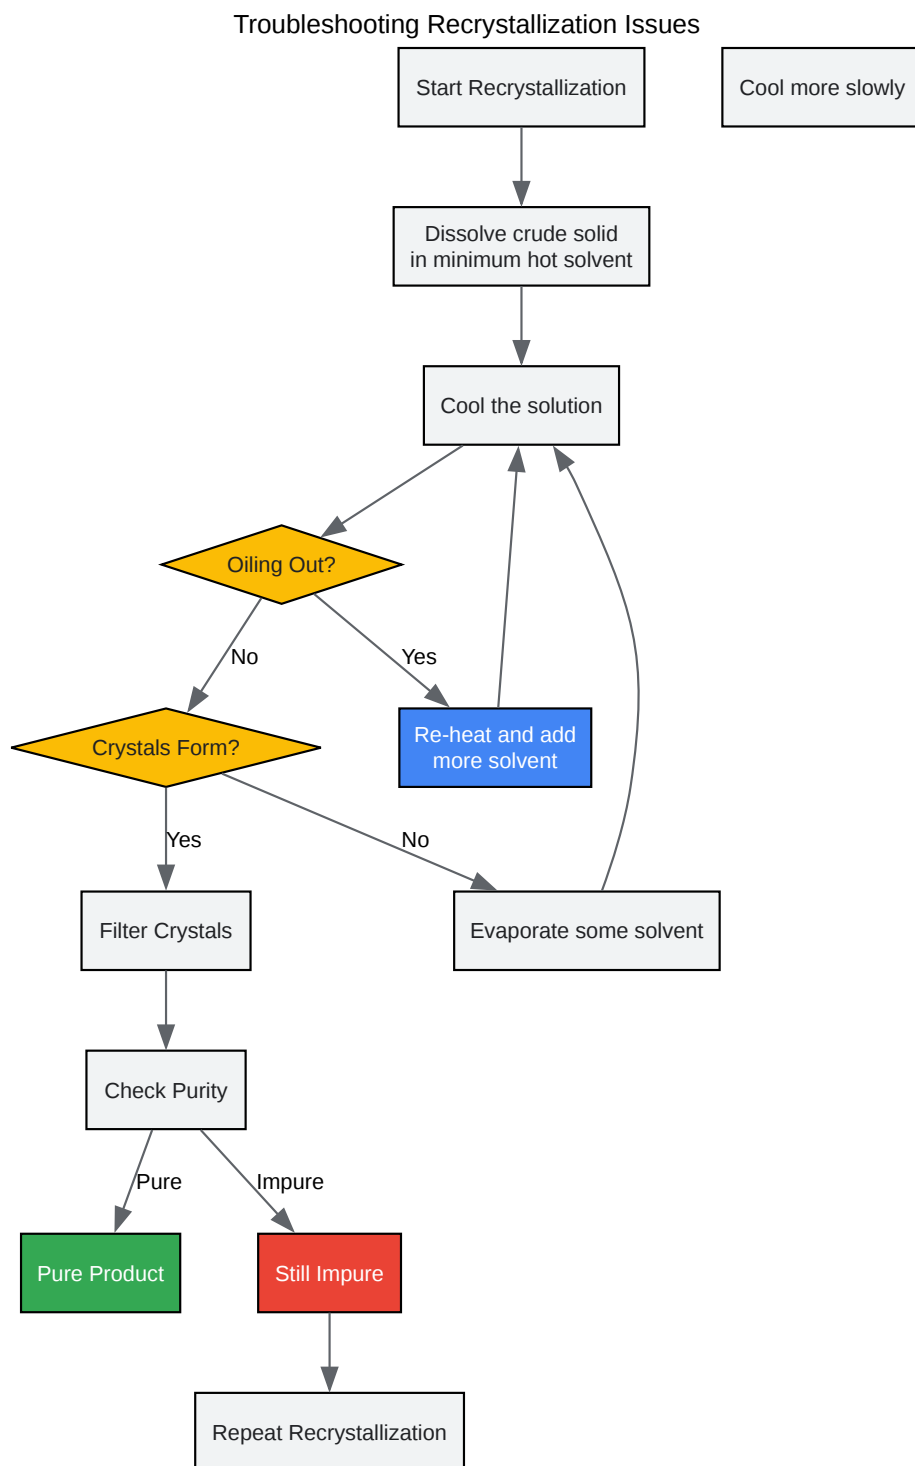 Troubleshooting Recrystallization Issues
Start Recrystallization
Cool more slowly
Dissolve crude solid
in minimum hot solvent
Cool the solution
Oiling Out?
No
Yes
Crystals Form?
Re-heat and add
more solvent
Yes
No
Filter Crystals
Evaporate some solvent
Check Purity
Pure
Impure
Pure Product
Still Impure
Repeat Recrystallization